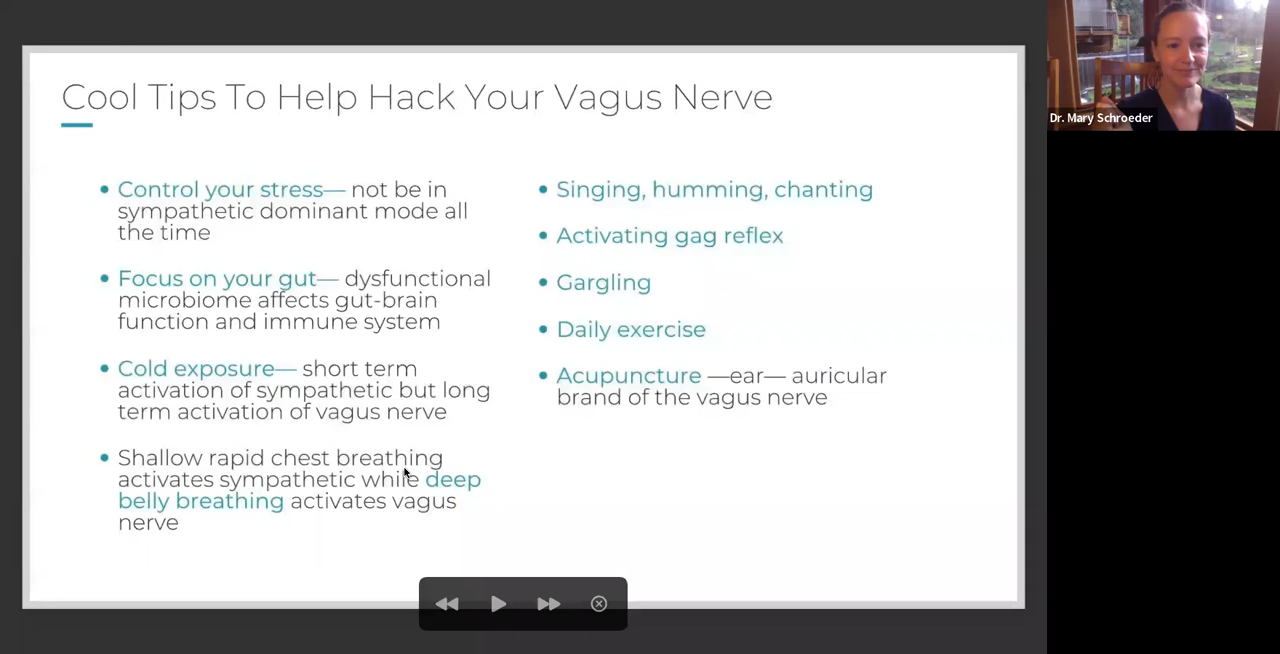 Cool Tips To Help Hack Your Vagus Nerve
• Control your stress— not be in
sympathetic dominant mode all
the time
• Focus on your gut— dysfunctional
microbiome affects gut-brain
function and immune system
• Cold exposure— short term
activation of sympathetic but long
term activation of vagus nerve
• Shallow rapid chest breathing
activates sympathetic while deep
belly breathing activates vagus
nerve
• Singing, humming, chanting
• Activating gag reflex
• Gargling
• Daily exercise
• Acupuncture —ear— auricular
brand of the vagus nerve
Dr. Mary Schroeder